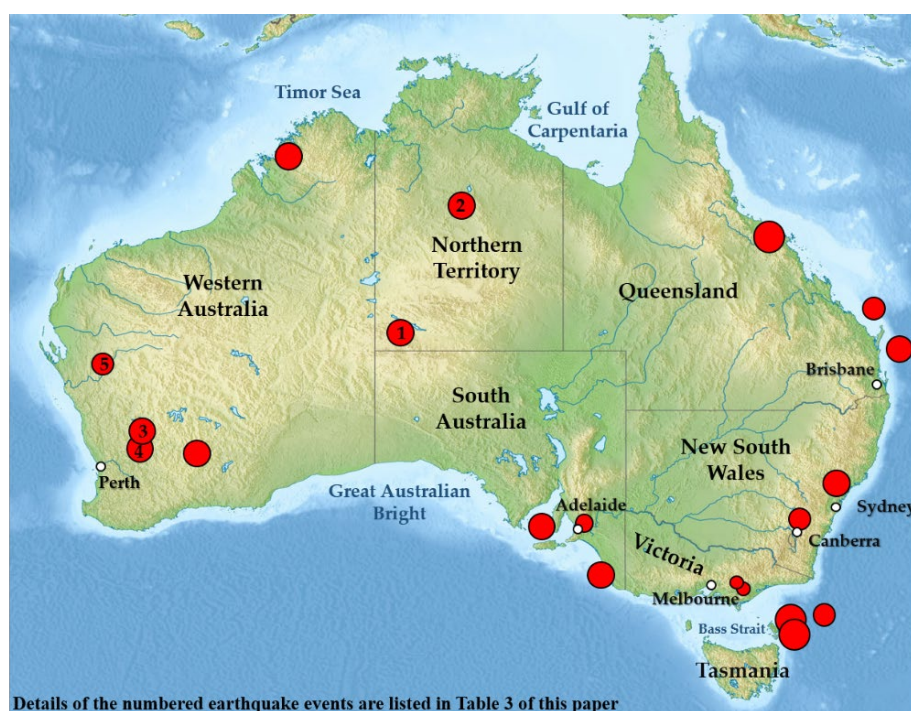 Timor Sea
Gulf of
Carpentaria
2
Northern
Territory
Western
Australia
Queensland
1
5
Brisbane
South
Australia
3
4
New South
Wales
Perth
Great Australian
Bright
Adelaide
Sydney
Canberra
Victoria
Melbourne
Bass Strait
Tasmania
Details of the numbered earthquake events are listed in Table 3 of this paper